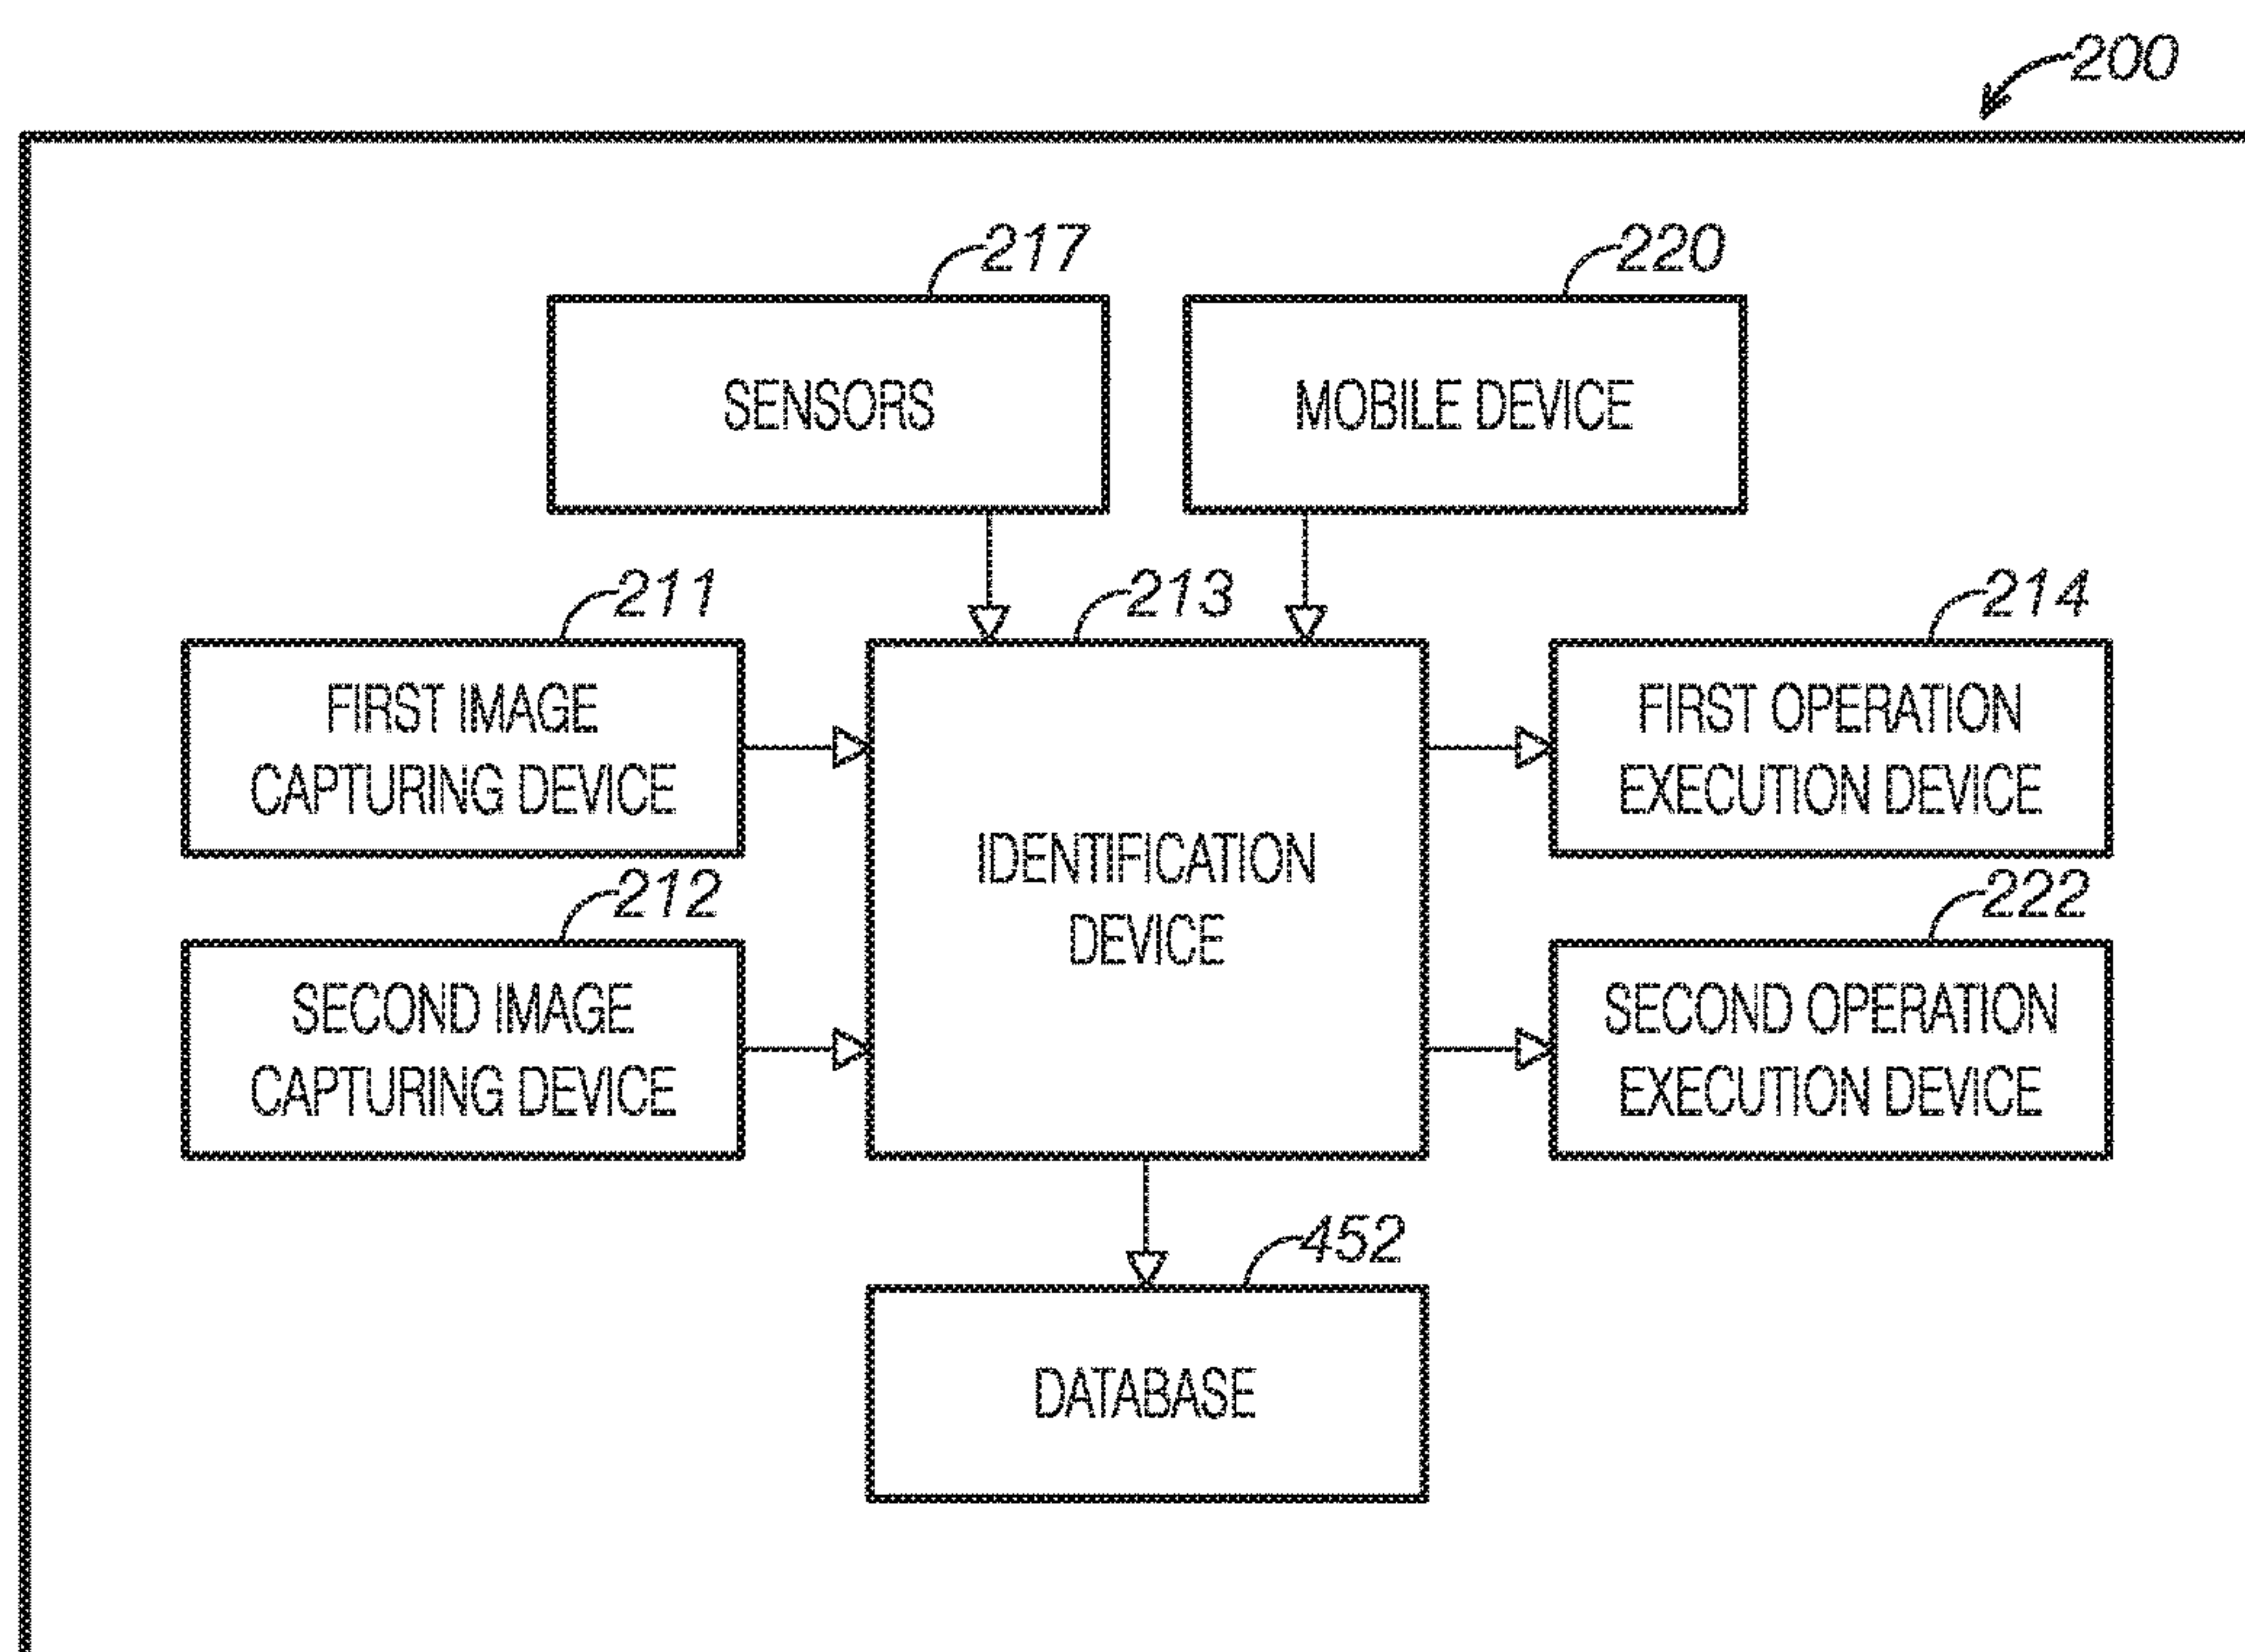 200
217
220
SENSORS
MOBILE DEVICE
211
213
214
FIRST IMAGE
CAPTURING DEVICE
IDENTIFICATION
DEVICE
FIRST OPERATION
EXECUTION DEVICE
212
222
SECOND IMAGE
CAPTURING DEVICE
SECOND OPERATION
EXECUTION DEVICE
452
DATABASE